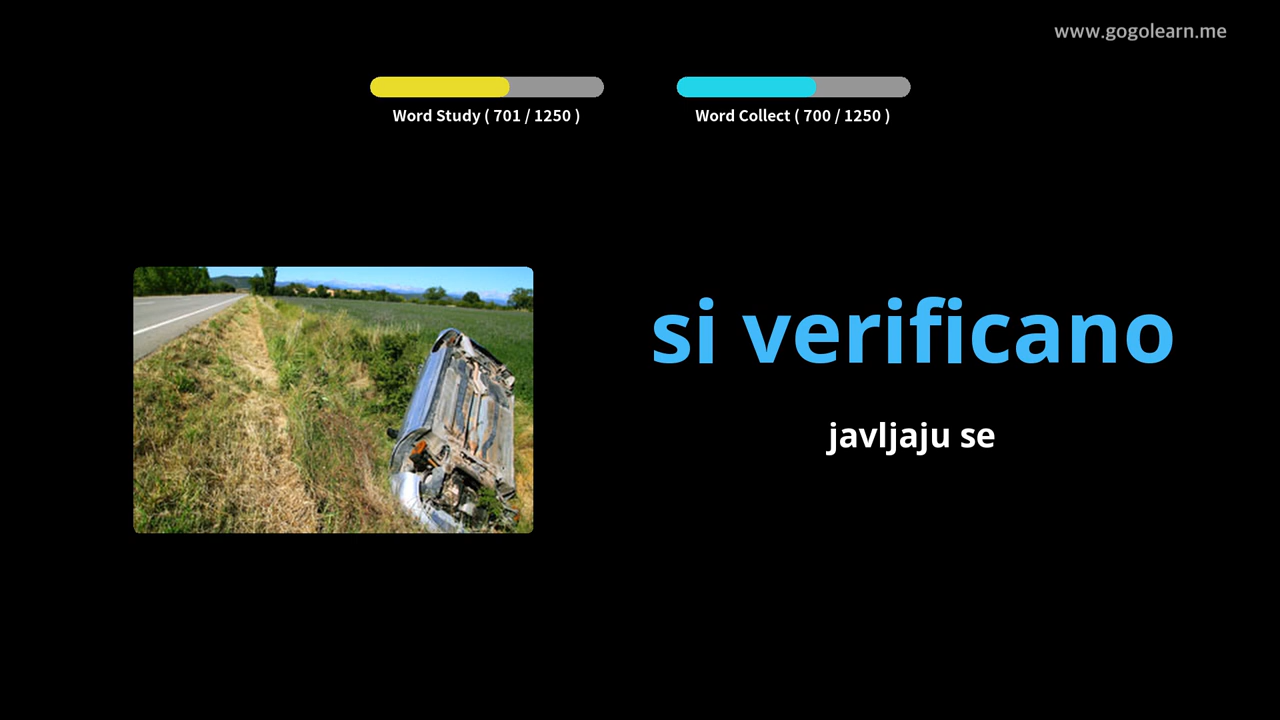 www.gogolearn.me
Word Study ( 701 / 1250 )
Word Collect ( 700 / 1250 )
si verificano
javljaju se